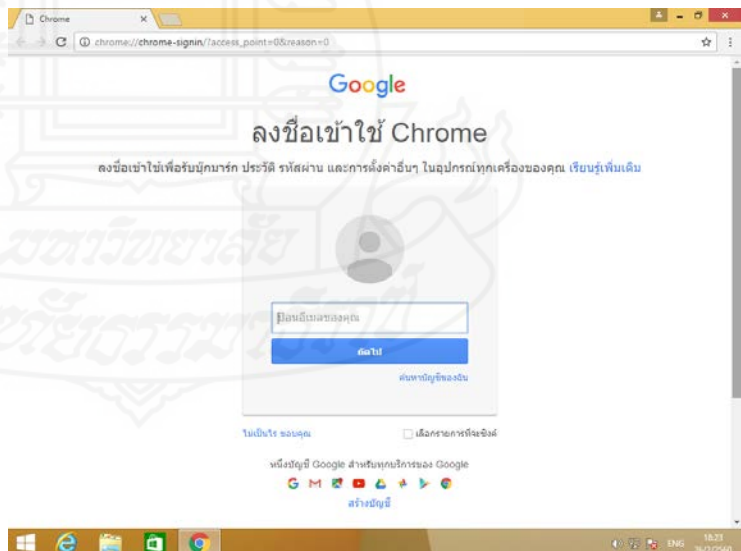 Chrome
chrome://chrome-signin/?access_point=0&reason=0
Google
ลงชื่อเข้าใช้ Chrome
ลงชื่อเข้าใช้เพื่อรับบุ๊กมาร์ก ประวัติ รหัสผ่าน และการตั้งค่าอื่นๆ ในอุปกรณ์ทุกเครื่องของคุณ เรียนรู้เพิ่มเติม
ป้อนอีเมลของคุณ
ถัดไป
ค้นหาบัญชีของฉัน
ไม่เป็นไร ขอบคุณ เลือกรายการที่จะซิงค์
หนึ่งบัญชี Google สำหรับทุกบริการของ Google
สร้างบัญชี
ENG 18:23